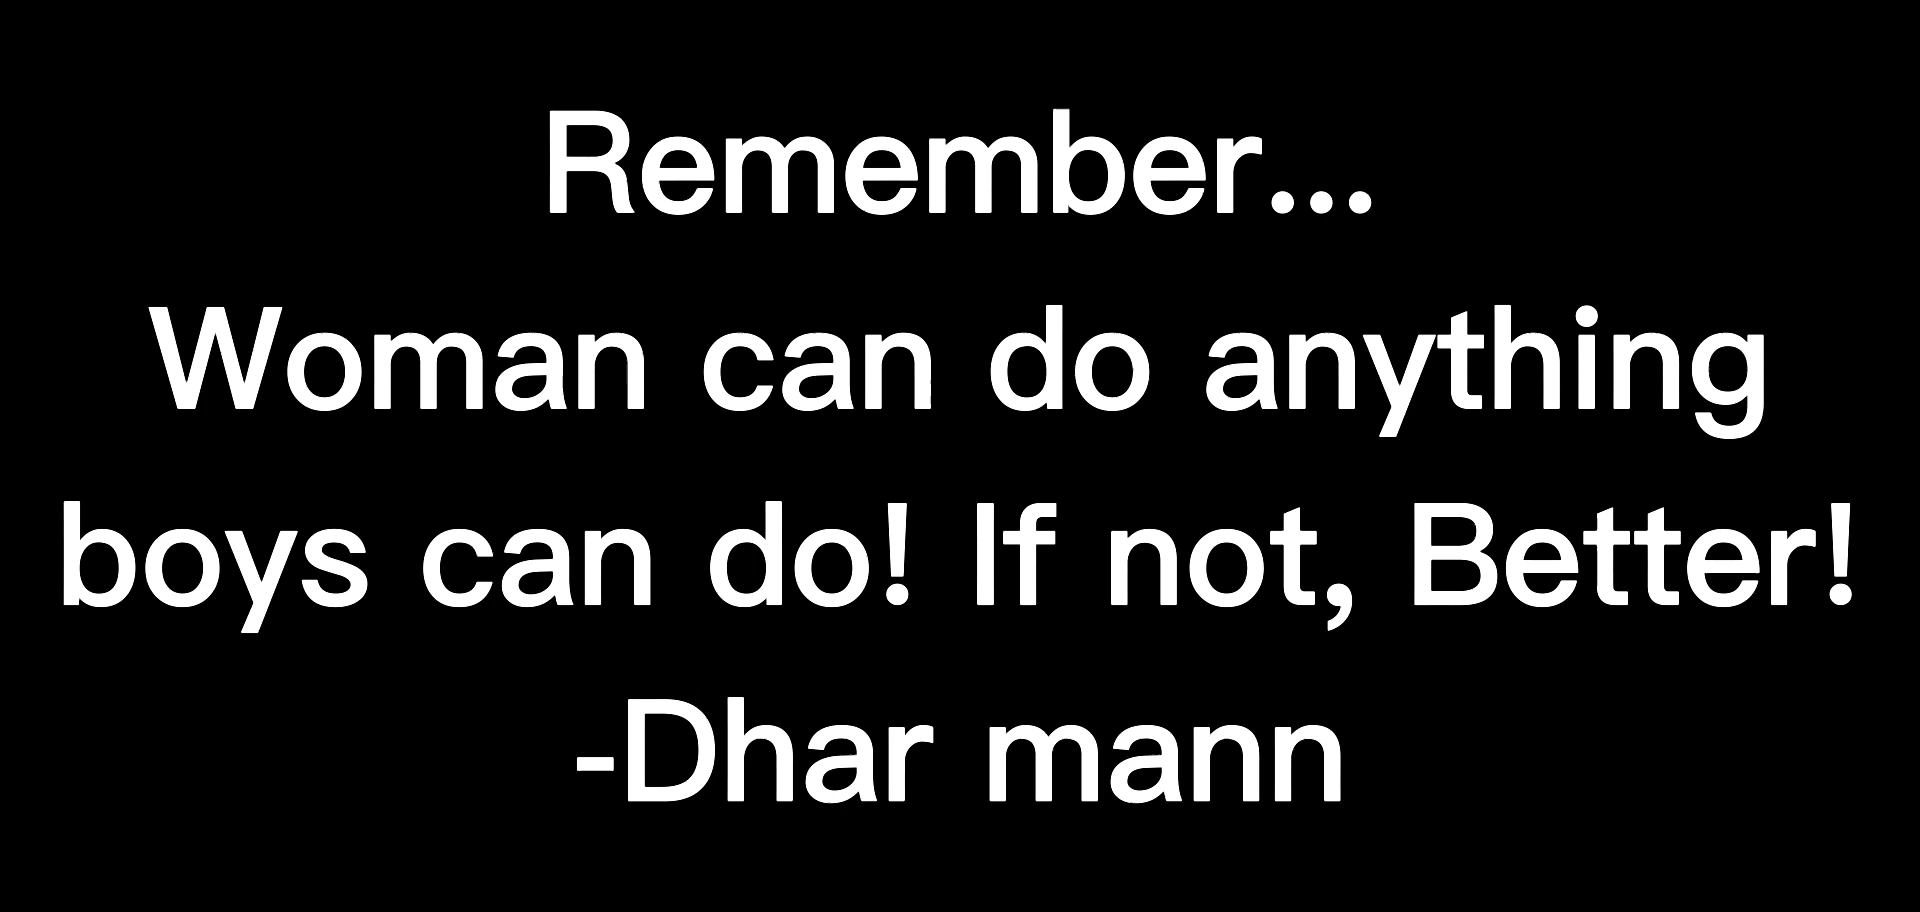 Remember...
Woman can do anything
boys can do! If not, Better!
-Dhar mann